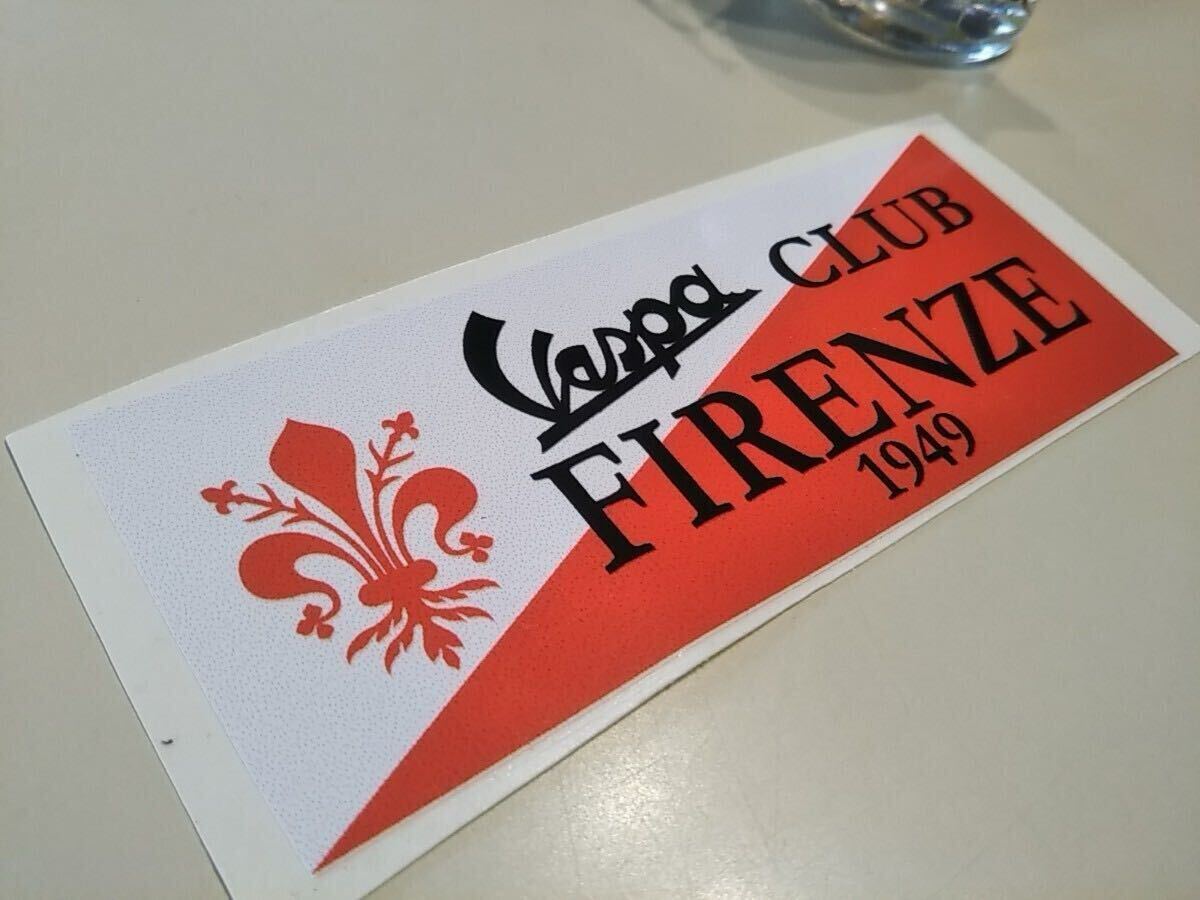 Vespa CLUB
FIRENZE
1949